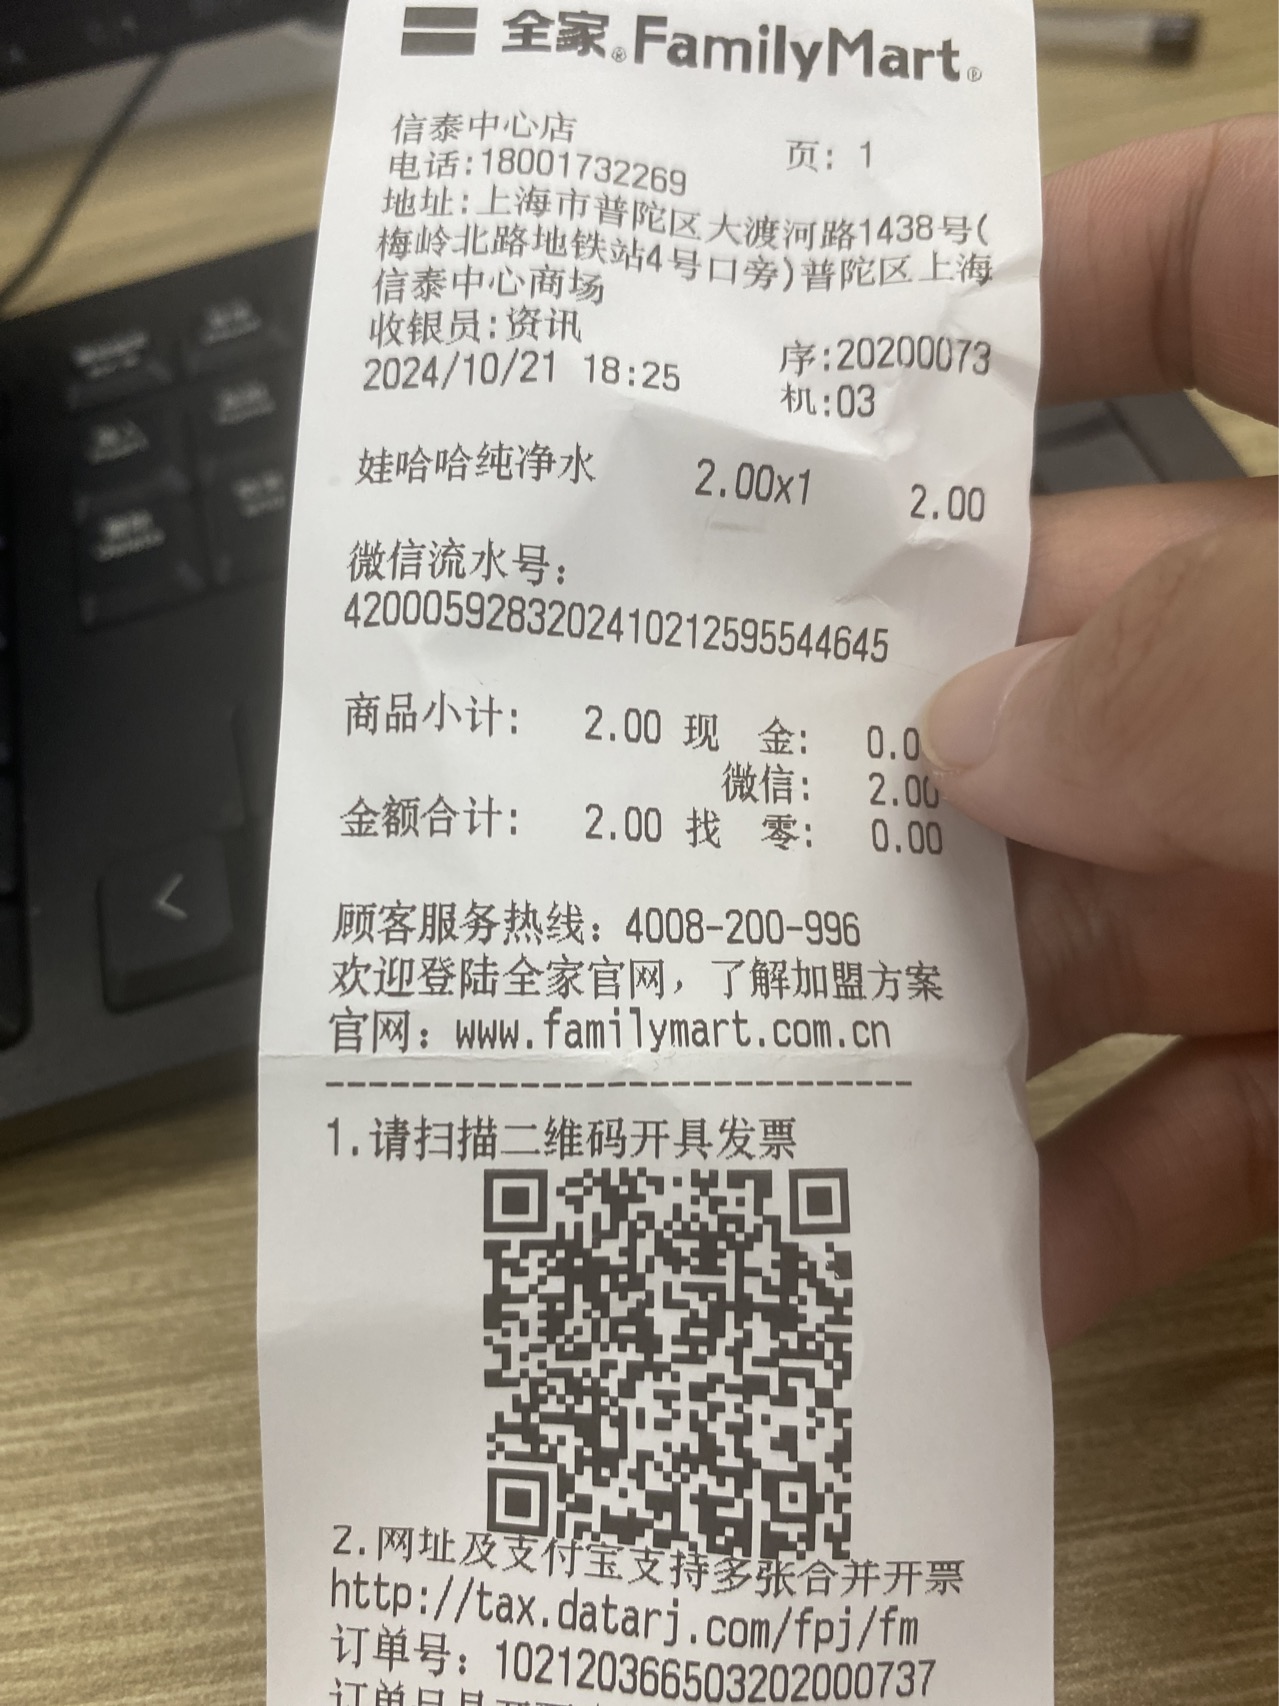 全家®FamilyMart®
信泰中心店 页: 1
电话:18001732269
地址:上海市普陀区大渡河路1438号(
梅岭北路地铁站4号口旁)普陀区上海
信泰中心商场
收银员:资讯 序:20200073
2024/10/21 18:25 机:03
娃哈哈纯净水 2.00x1 2.00
微信流水号:
4200059283202410212595544645
商品小计: 2.00 现 金: 0.0
微信: 2.00
金额合计: 2.00 找 零: 0.00
顾客服务热线: 4008-200-996
欢迎登陆全家官网,了解加盟方案
官网: www.familymart.com.cn
----------------------------
1.请扫描二维码开具发票
2.网址及支付宝支持多张合并开票
http://tax.datarj.com/fpj/fm
订单号: 102120366503202000737